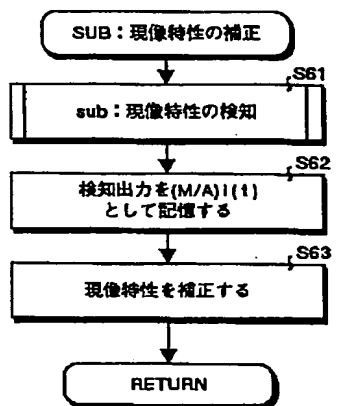 SUB：現像特性の補正
S61
sub：現像特性の検知
S62
検知出力を(M/A)l(t)
として記憶する
S63
現像特性を補正する
RETURN